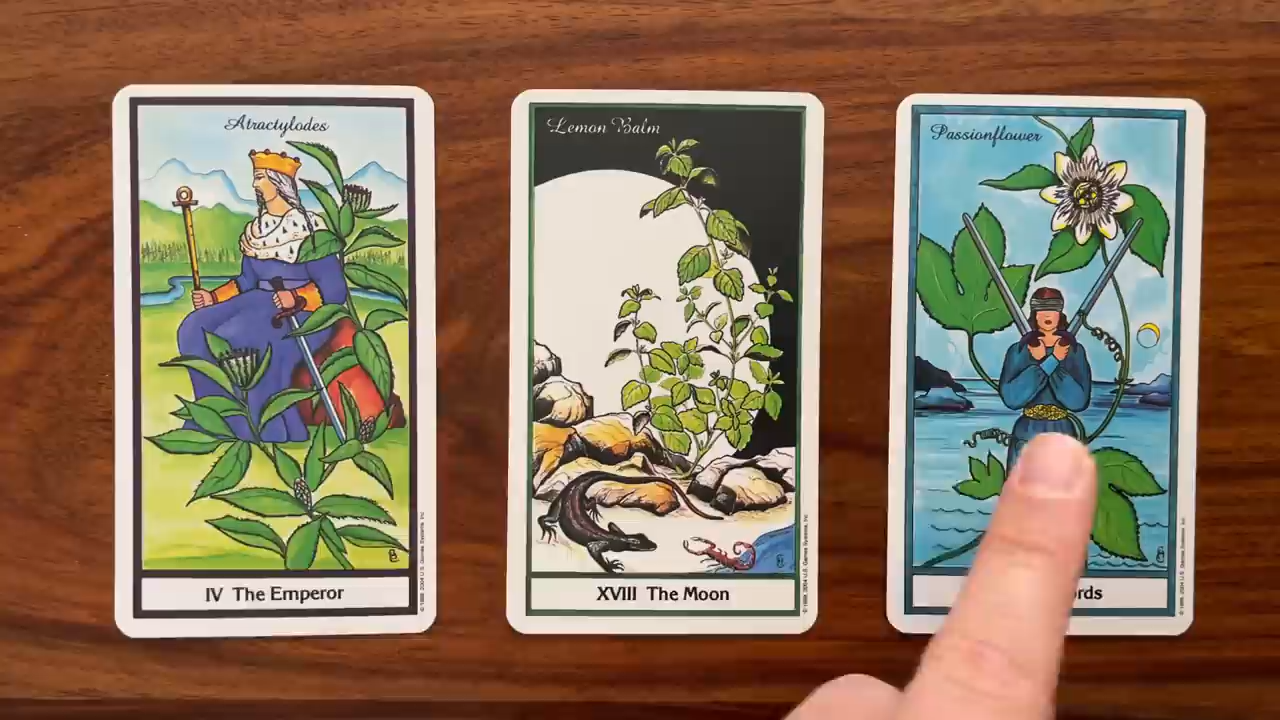 Atractylodes
IV The Emperor
Lemon Balm
XVIII The Moon
Passionflower
ords